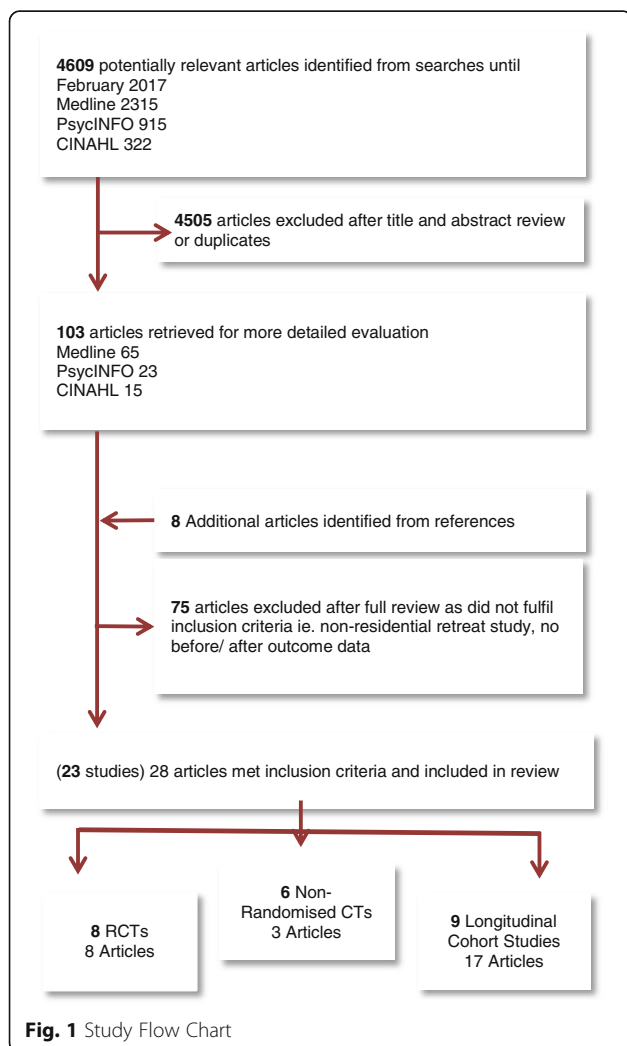 4609 potentially relevant articles identified from searches until
February 2017
Medline 2315
PsycINFO 915
CINAHL 322
4505 articles excluded after title and abstract review
or duplicates
103 articles retrieved for more detailed evaluation
Medline 65
PsycINFO 23
CINAHL 15
8 Additional articles identified from references
75 articles excluded after full review as did not fulfil
inclusion criteria ie. non-residential retreat study, no
before/ after outcome data
(23 studies) 28 articles met inclusion criteria and included in review
8 RCTs
8 Articles
6 Non-
Randomised CTs
3 Articles
9 Longitudinal
Cohort Studies
17 Articles
Fig. 1 Study Flow Chart